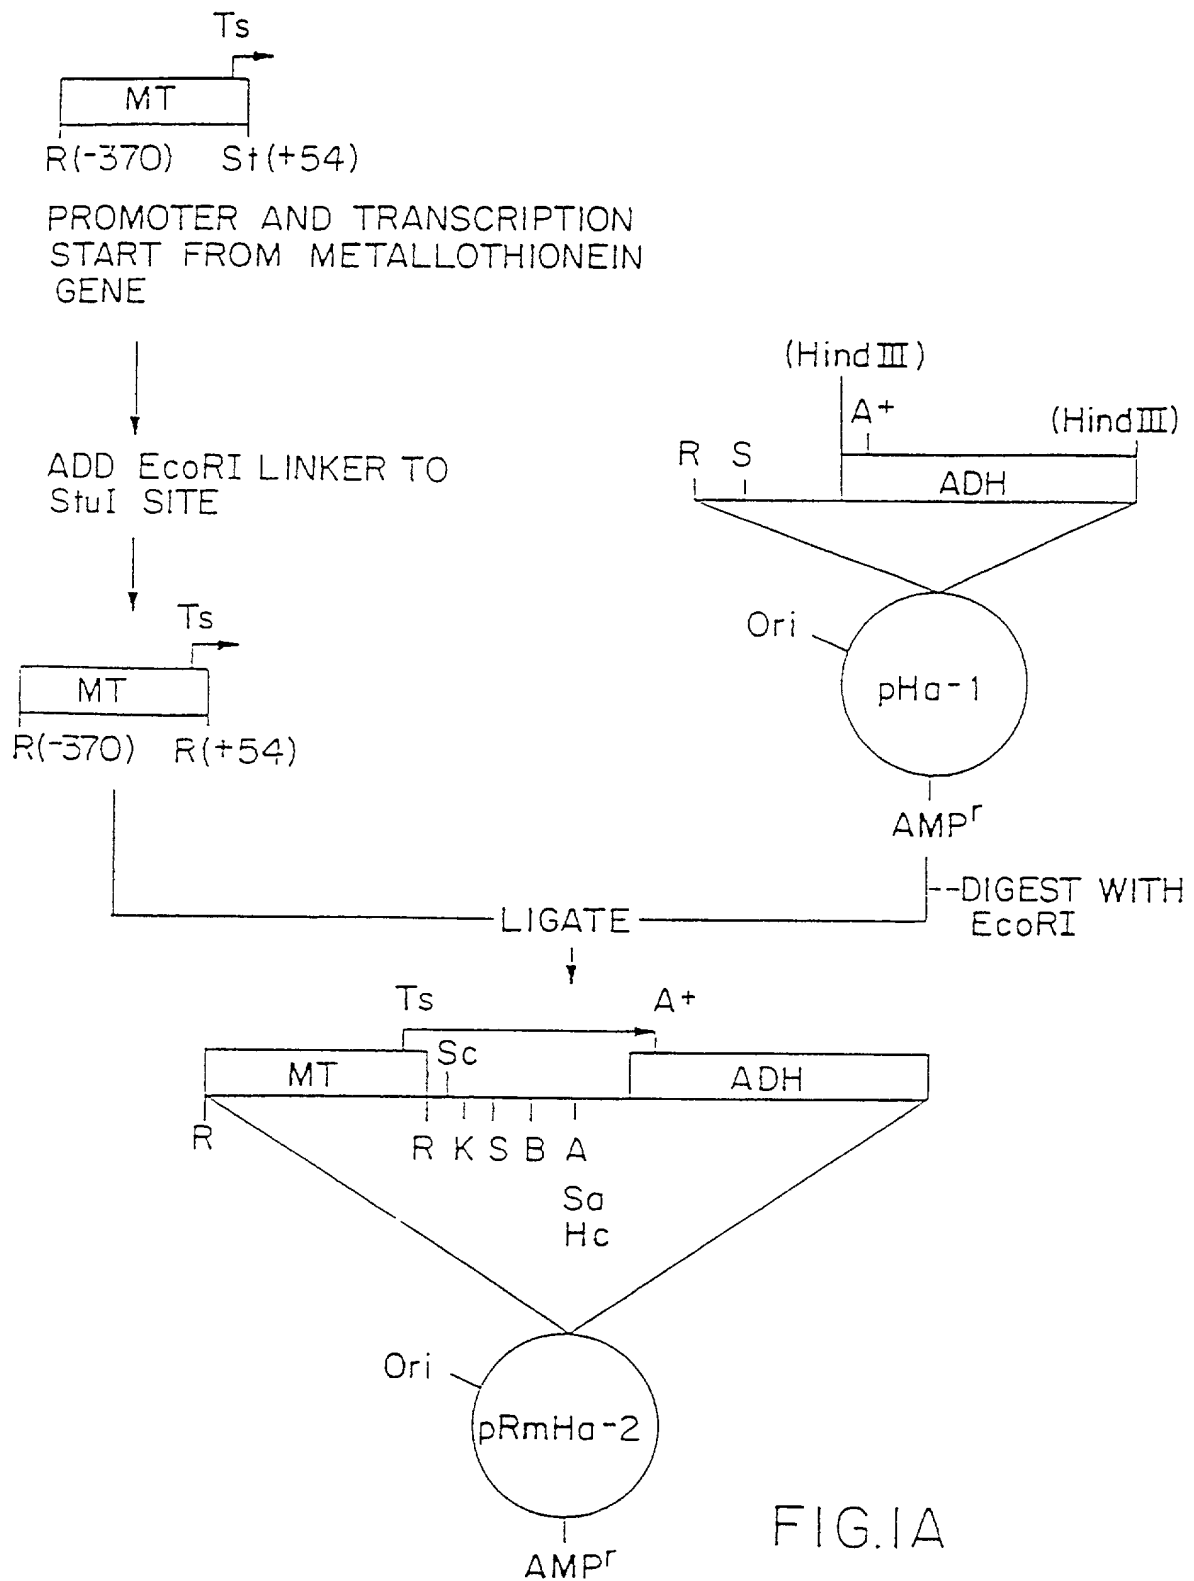 Ts
MT
R(-370) St(+54)
PROMOTER AND TRANSCRIPTION
START FROM METALLOTHIONEIN
GENE
ADD EcoRI LINKER TO
StuI SITE
Ts
MT
R(-370) R(+54)
(Hind III)
A+
(Hind III)
R S
ADH
Ori
pHa-1
AMPr
DIGEST WITH
EcoRI
LIGATE
Ts
A+
Sc
MT
ADH
R
R K S B A
Sa
Hc
Ori
pRmHa-2
AMPr
FIG.1A